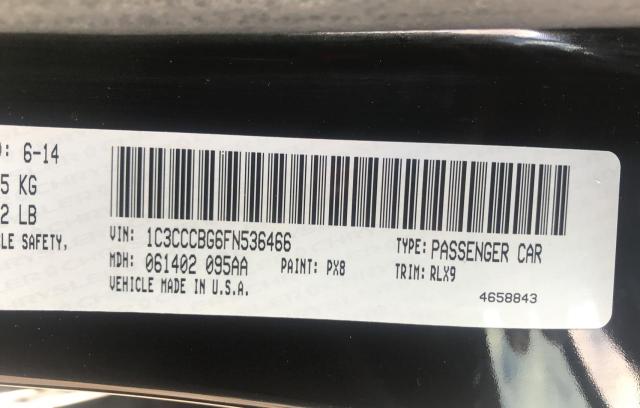 : 6-14
5 KG
2 LB
LE SAFETY,
VIN: 1C3CCCBG6FN536466
TYPE: PASSENGER CAR
MDH: 061402 095AA
PAINT: PX8
TRIM: RLX9
VEHICLE MADE IN U.S.A.
4658843